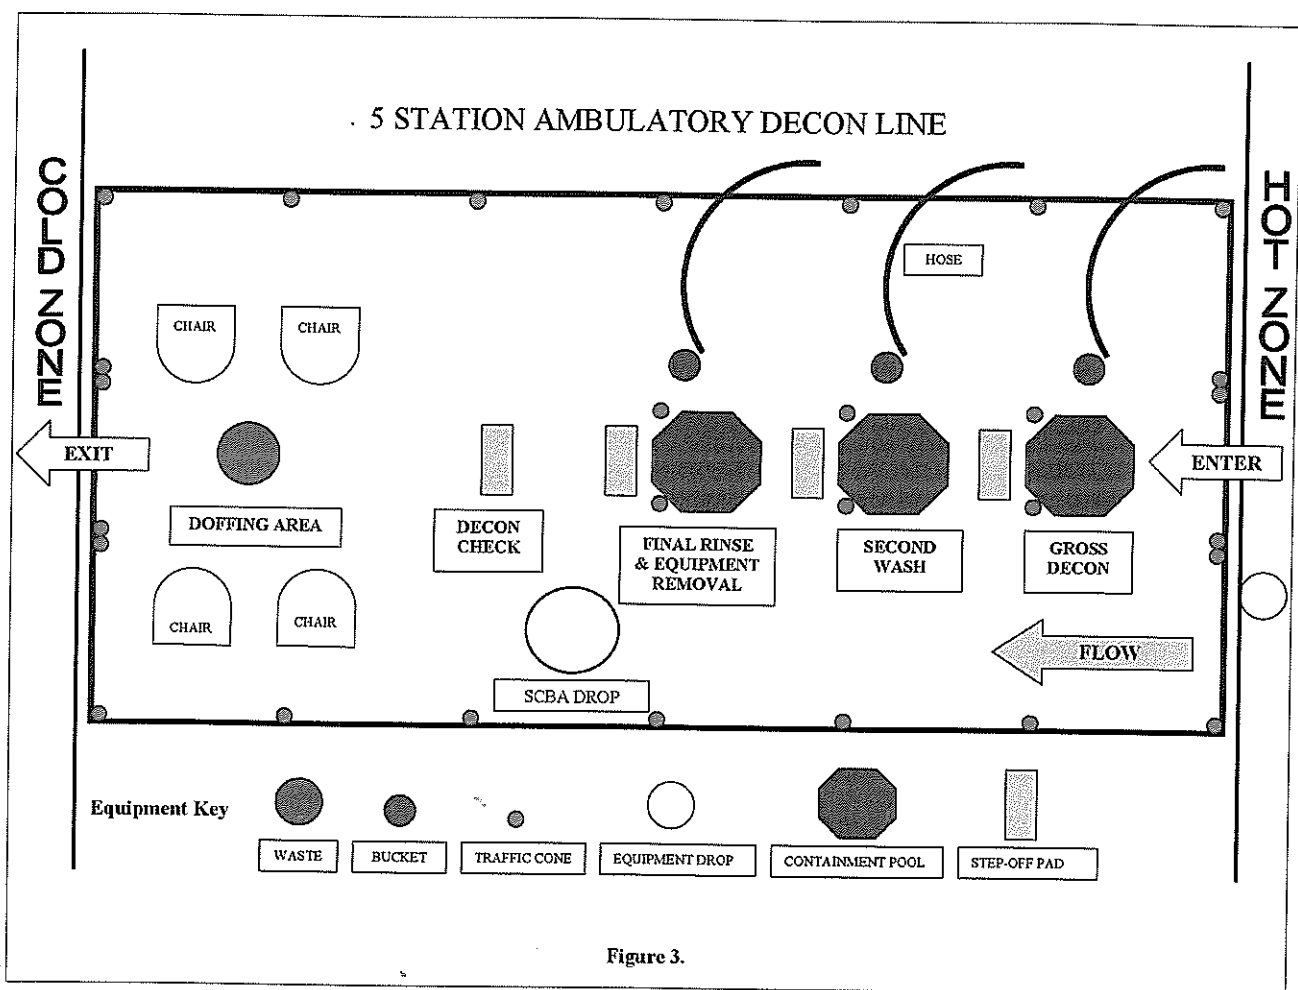 5 STATION AMBULATORY DECON LINE
COLD ZONE
HOT ZONE
HOSE
CHAIR
CHAIR
EXIT
ENTER
DOFFING AREA
DECON
CHECK
FINAL RINSE
& EQUIPMENT
REMOVAL
SECOND
WASH
GROSS
DECON
CHAIR
CHAIR
FLOW
SCBA DROP
Equipment Key
WASTE
BUCKET
TRAFFIC CONE
EQUIPMENT DROP
CONTAINMENT POOL
STEP-OFF PAD
Figure 3.